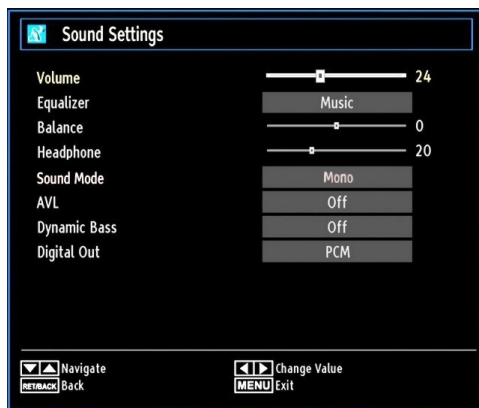 Sound Settings
Volume 24
Equalizer Music
Balance 0
Headphone 20
Sound Mode Mono
AVL Off
Dynamic Bass Off
Digital Out PCM
Navigate Change Value
RET/BACK Back MENU Exit